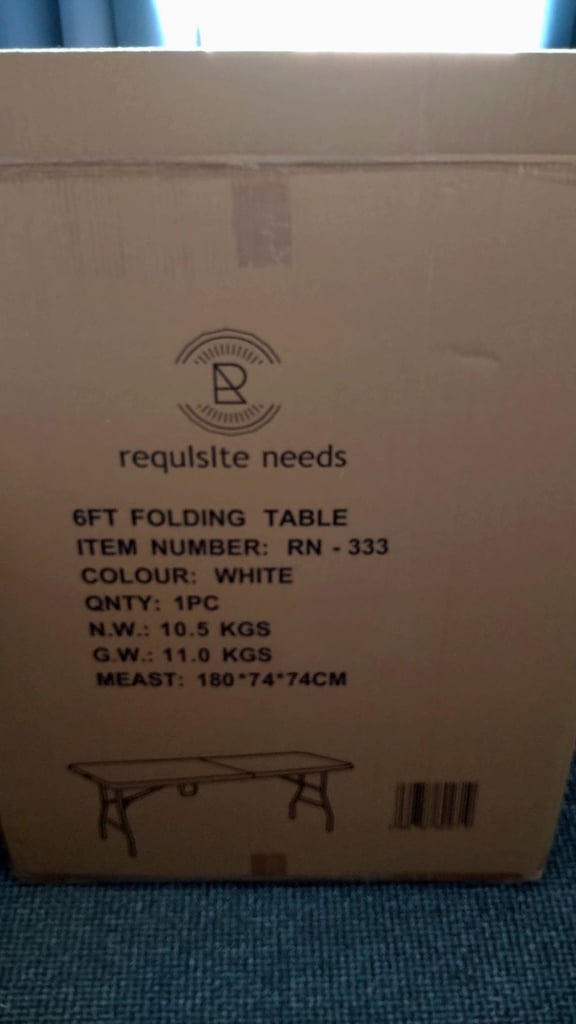 R
requisite needs
6FT FOLDING TABLE
ITEM NUMBER: RN - 333
COLOUR: WHITE
QNTY: 1PC
N.W.: 10.5 KGS
G.W.: 11.0 KGS
MEAST: 180*74*74CM